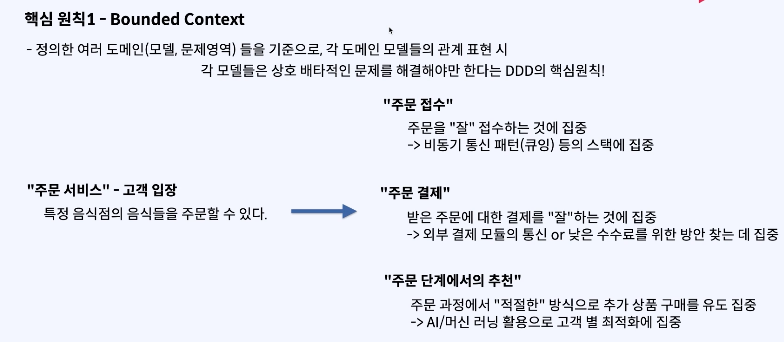 핵심 원칙1 - Bounded Context
- 정의한 여러 도메인(모델, 문제영역) 들을 기준으로, 각 도메인 모델들의 관계 표현 시
각 모델들은 상호 배타적인 문제를 해결해야만 한다는 DDD의 핵심원칙!
"주문 접수"
주문을 "잘" 접수하는 것에 집중
-> 비동기 통신 패턴(큐잉) 등의 스택에 집중
"주문 서비스" - 고객 입장
특정 음식점의 음식들을 주문할 수 있다.
"주문 결제"
받은 주문에 대한 결제를 "잘"하는 것에 집중
-> 외부 결제 모듈의 통신 or 낮은 수수료를 위한 방안 찾는 데 집중
"주문 단계에서의 추천"
주문 과정에서 "적절한" 방식으로 추가 상품 구매를 유도 집중
-> AI/머신 러닝 활용으로 고객 별 최적화에 집중